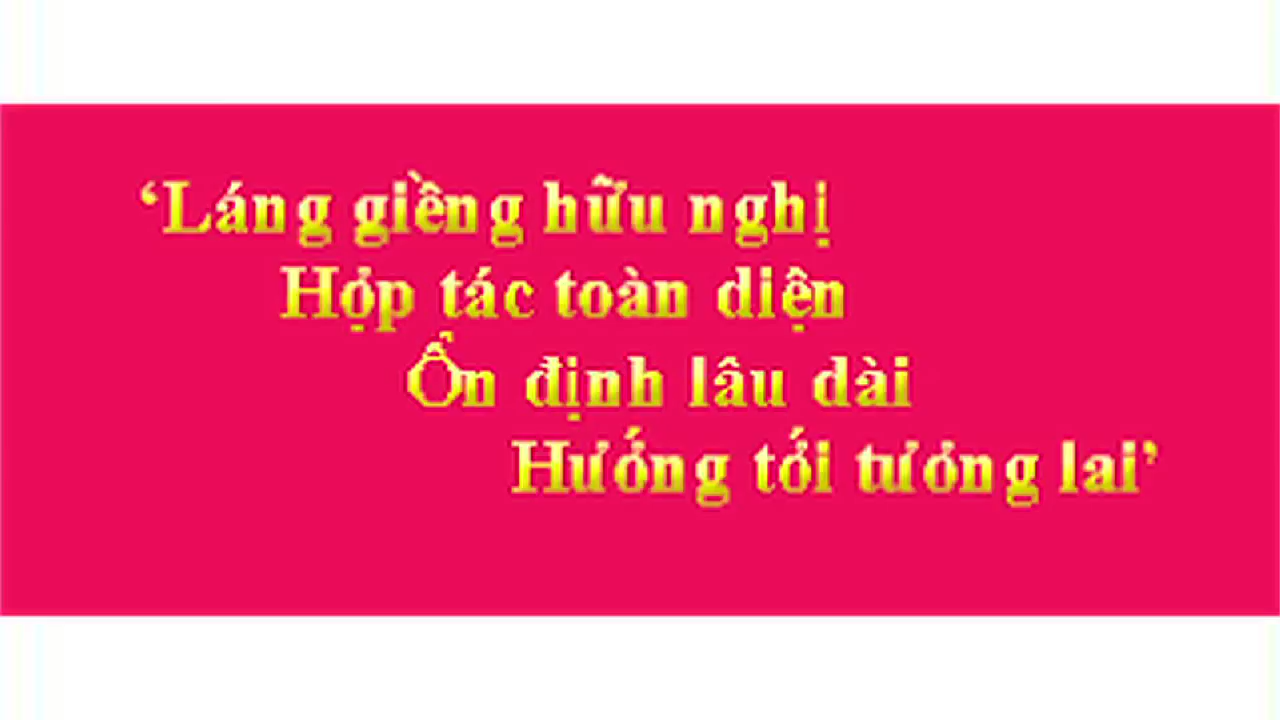 ‘Láng giềng hữu nghị
Hợp tác toàn diện
Ổn định lâu dài
Hướng tới tương lai’